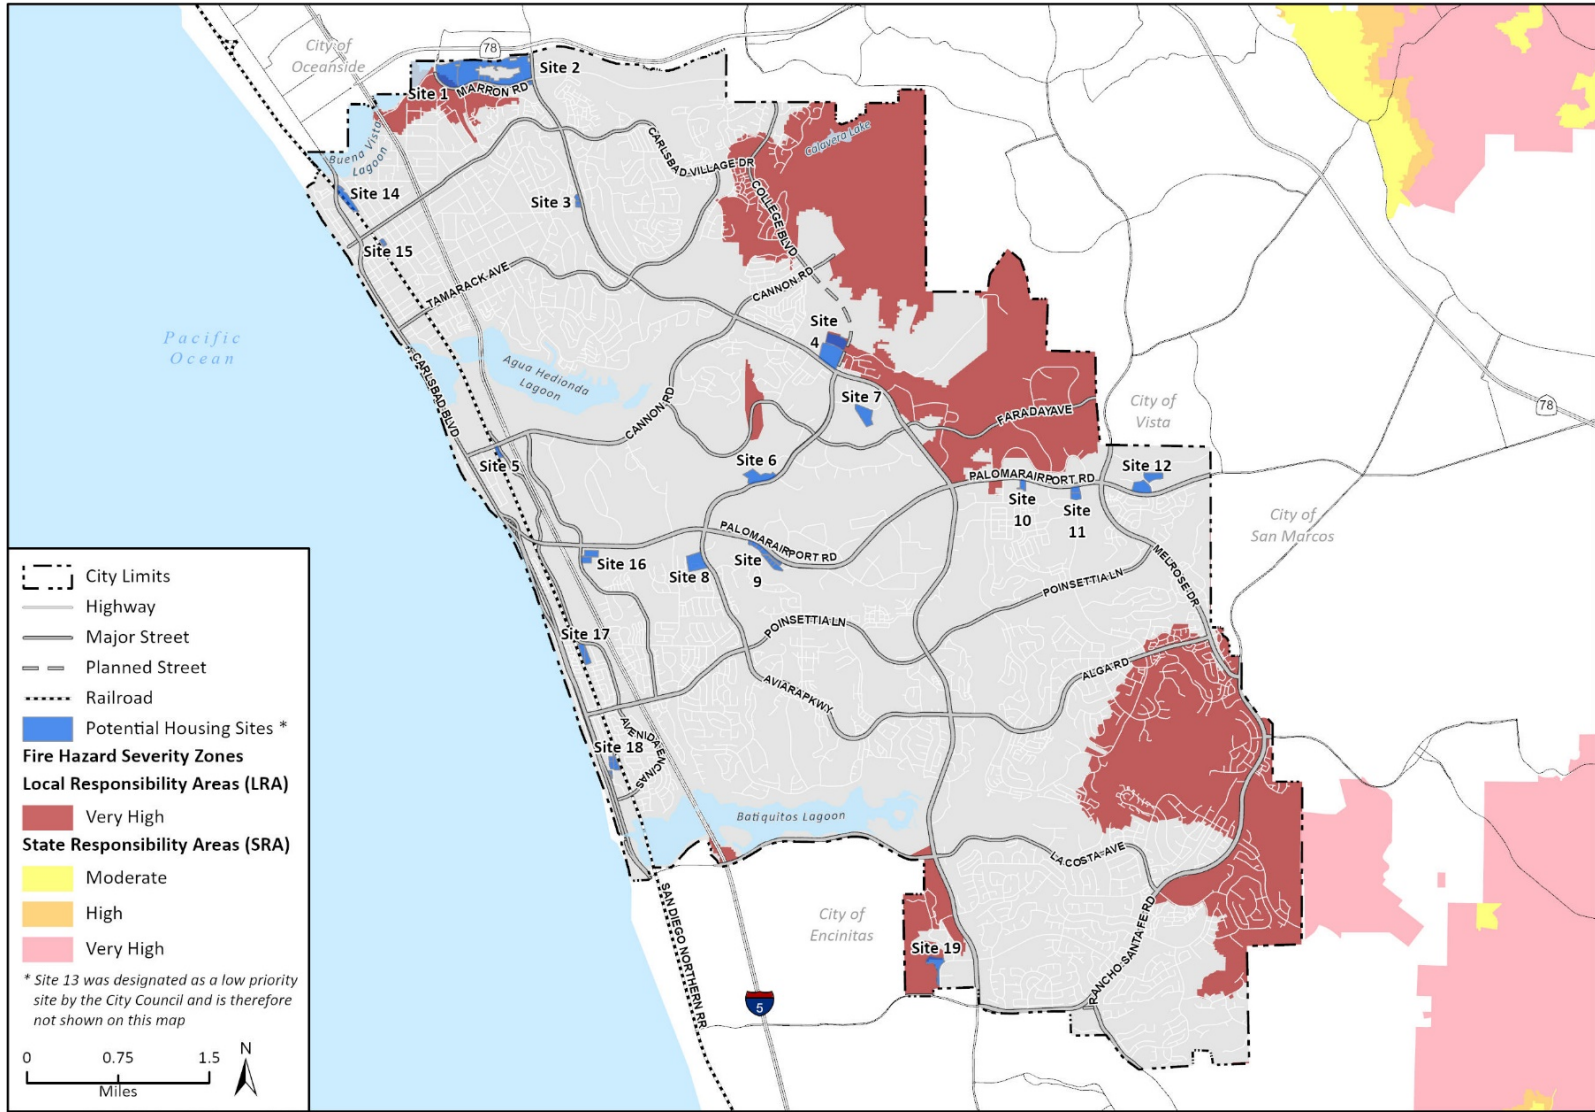 City of
Oceanside
78
Site 2
Site 1
MARRON RD
Buena Vista
Lagoon
CARLSBAD VILLAGE DR
Calavera Lake
Site 14
Site 3
COLLEGE BLVD
Site 15
TAMARACK AVE
CANNON RD
Pacific
Ocean
Site
4
Agua Hedionda
Lagoon
CARLSBAD BLVD
CANNON RD
Site 7
FARADAY AVE
City of
Vista
78
Site 5
Site 6
PALOMAR AIRPORT RD
Site 12
Site
10
Site
11
City of
San Marcos
PALOMAR AIRPORT RD
Site 16
Site 8
Site
9
MELROSE DR
POINSETTIA LN
POINSETTIA LN
Site 17
ALGA RD
AVIARA PKWY
AVENIDA ENCINAS
Site 18
Batiquitos Lagoon
LA COSTA AVE
SAN DIEGO NORTHERN RR
City of
Encinitas
Site 19
RANCHO SANTA FE RD
5
City Limits
Highway
Major Street
Planned Street
Railroad
Potential Housing Sites *
Fire Hazard Severity Zones
Local Responsibility Areas (LRA)
Very High
State Responsibility Areas (SRA)
Moderate
High
Very High
* Site 13 was designated as a low priority
site by the City Council and is therefore
not shown on this map
0 0.75 1.5
Miles
N